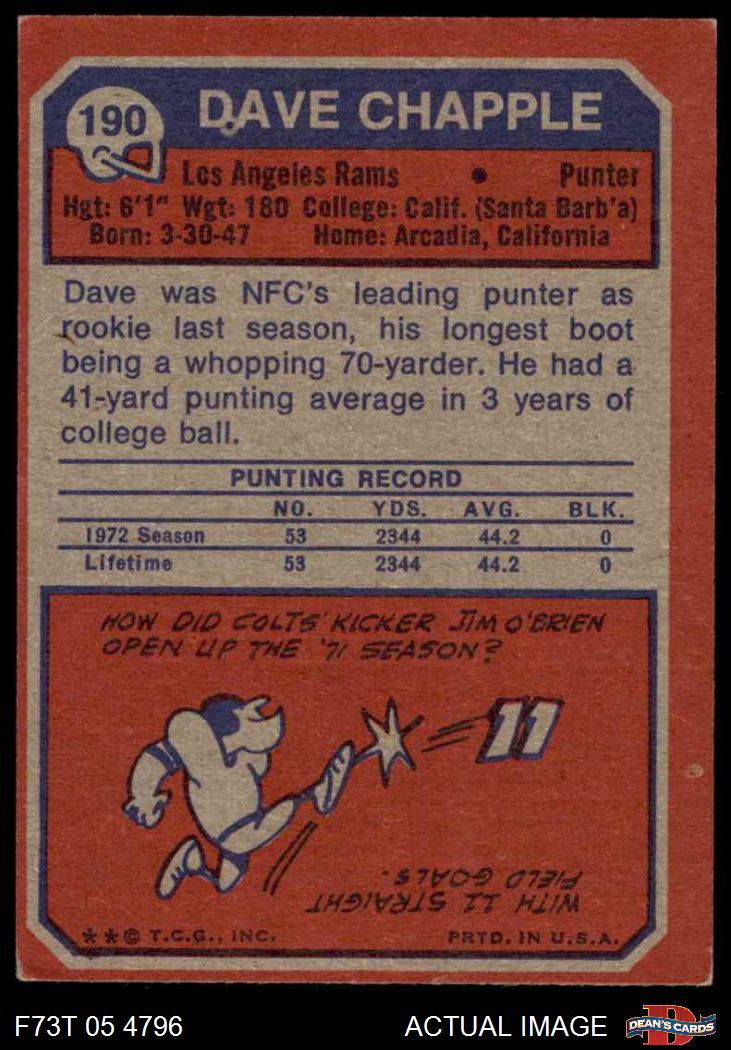 190
DAVE CHAPPLE
Los Angeles Rams • Punter
Hgt: 6'1" Wgt: 180 College: Calif. (Santa Barb'a)
Born: 3-30-47 Home: Arcadia, California
Dave was NFC's leading punter as
rookie last season, his longest boot
being a whopping 70-yarder. He had a
41-yard punting average in 3 years of
college ball.
PUNTING RECORD
NO. YDS. AVG. BLK.
1972 Season 53 2344 44.2 0
Lifetime 53 2344 44.2 0
HOW DID COLTS' KICKER JIM O'BRIEN
OPEN UP THE '71 SEASON?
11
WITH 11 STRAIGHT
FIELD GOALS.
**© T.C.G., INC. PRTD. IN U.S.A.
F73T 05 4796 ACTUAL IMAGE D DEAN'S CARDS